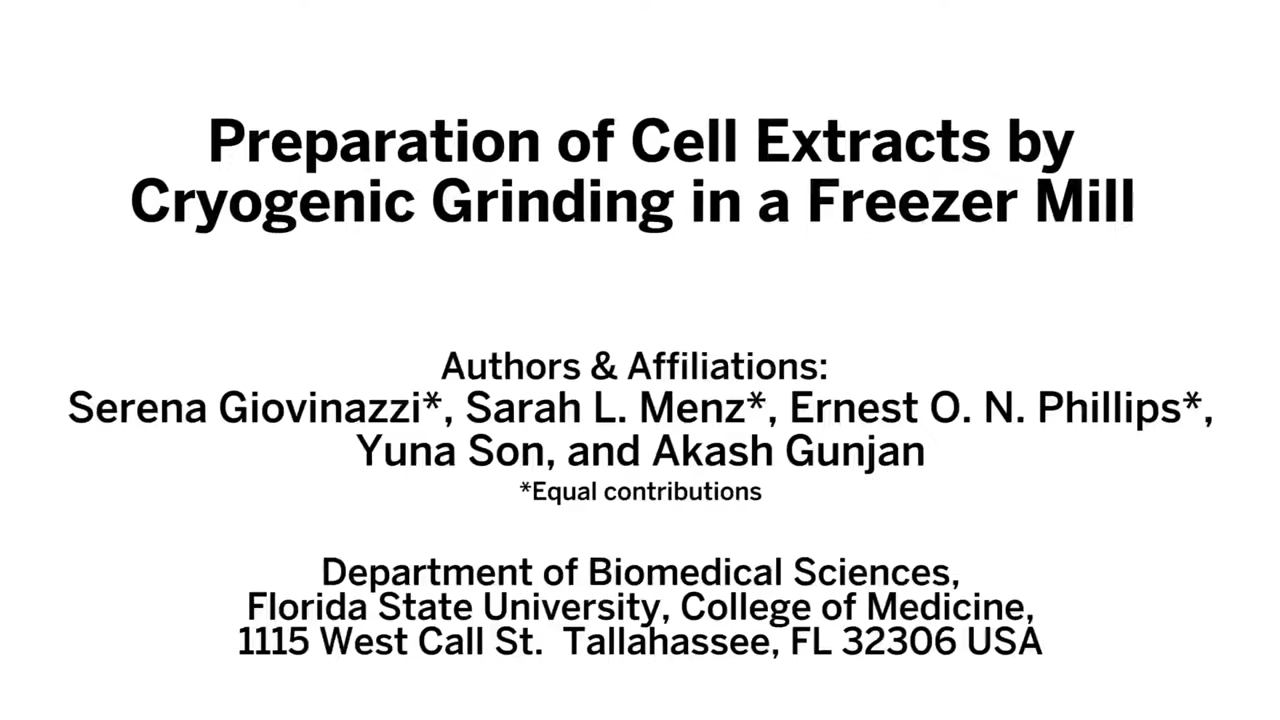 Preparation of Cell Extracts by
Cryogenic Grinding in a Freezer Mill
Authors & Affiliations:
Serena Giovinazzi*, Sarah L. Menz*, Ernest O. N. Phillips*,
Yuna Son, and Akash Gunjan
*Equal contributions
Department of Biomedical Sciences,
Florida State University, College of Medicine,
1115 West Call St.  Tallahassee, FL 32306 USA